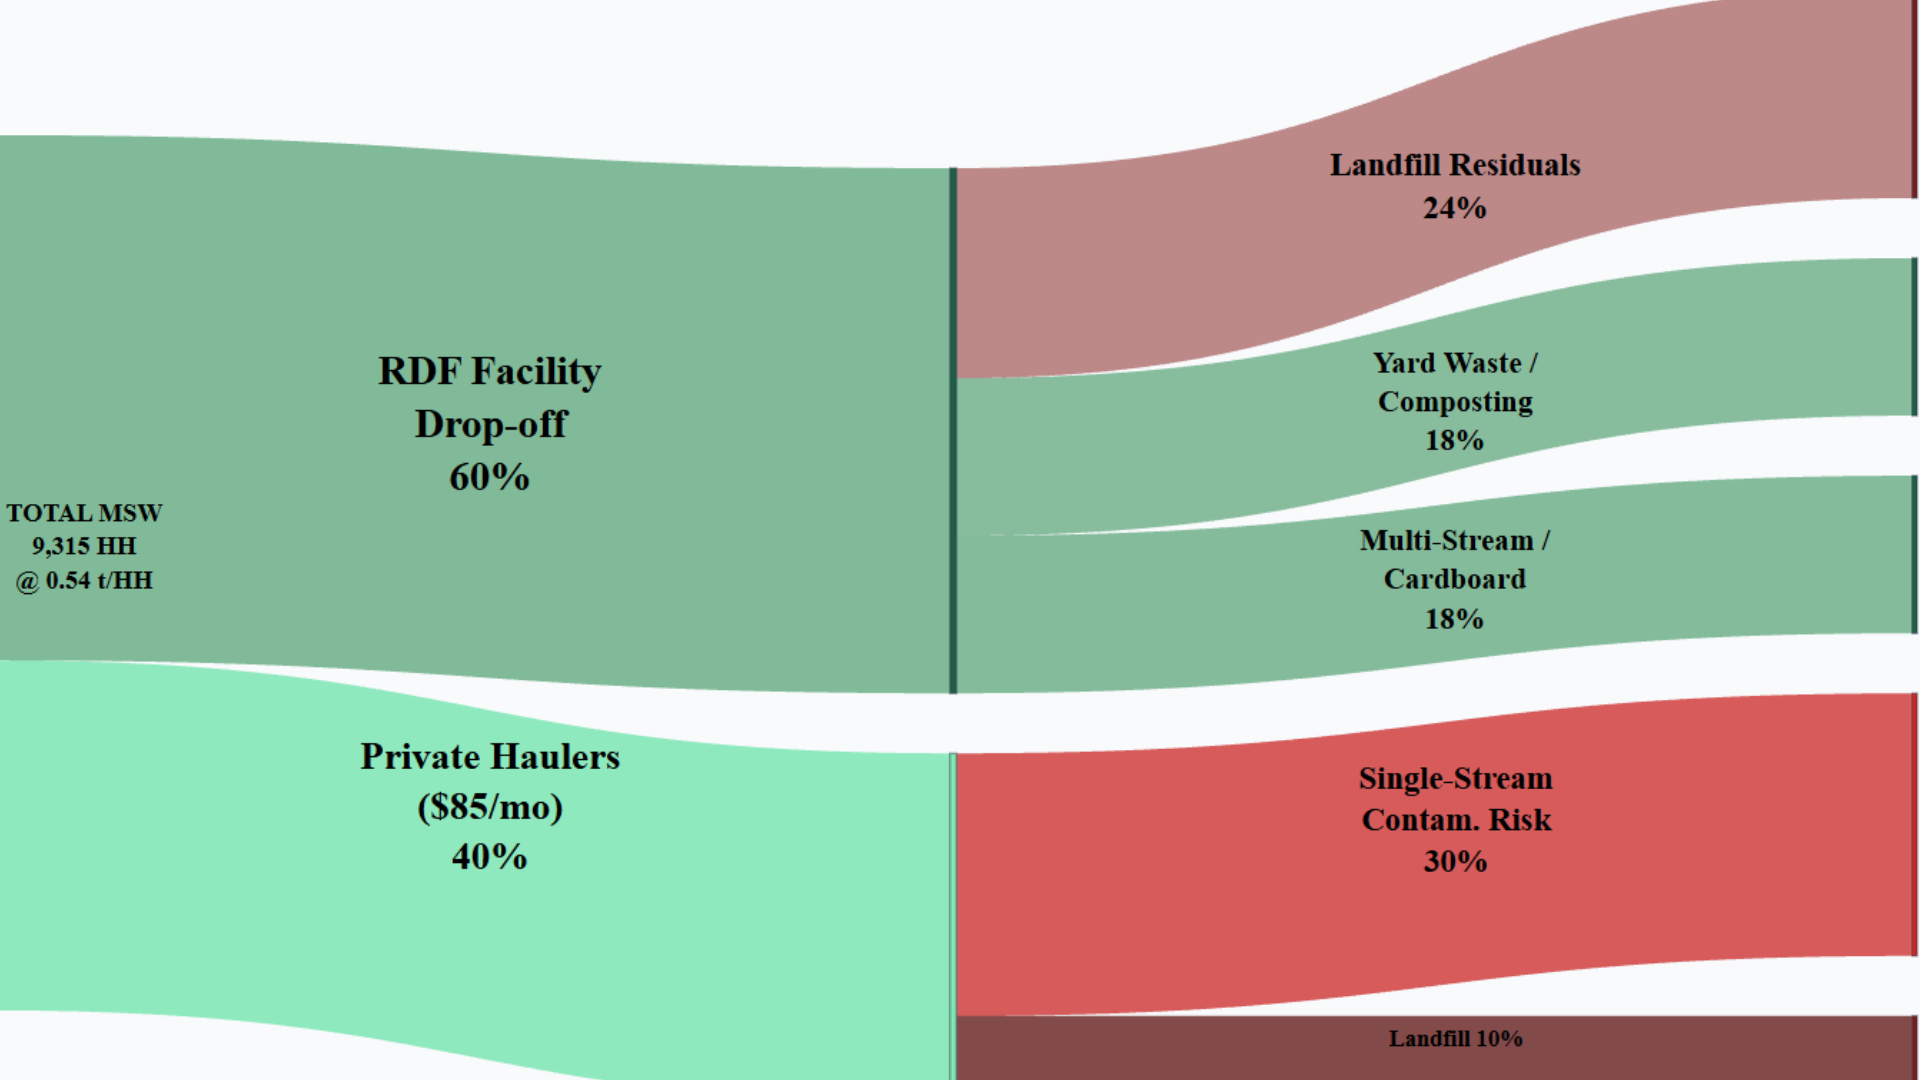 TOTAL MSW
9,315 HH
@ 0.54 t/HH
RDF Facility
Drop-off
60%
Private Haulers
($85/mo)
40%
Landfill Residuals
24%
Yard Waste /
Composting
18%
Multi-Stream /
Cardboard
18%
Single-Stream
Contam. Risk
30%
Landfill 10%